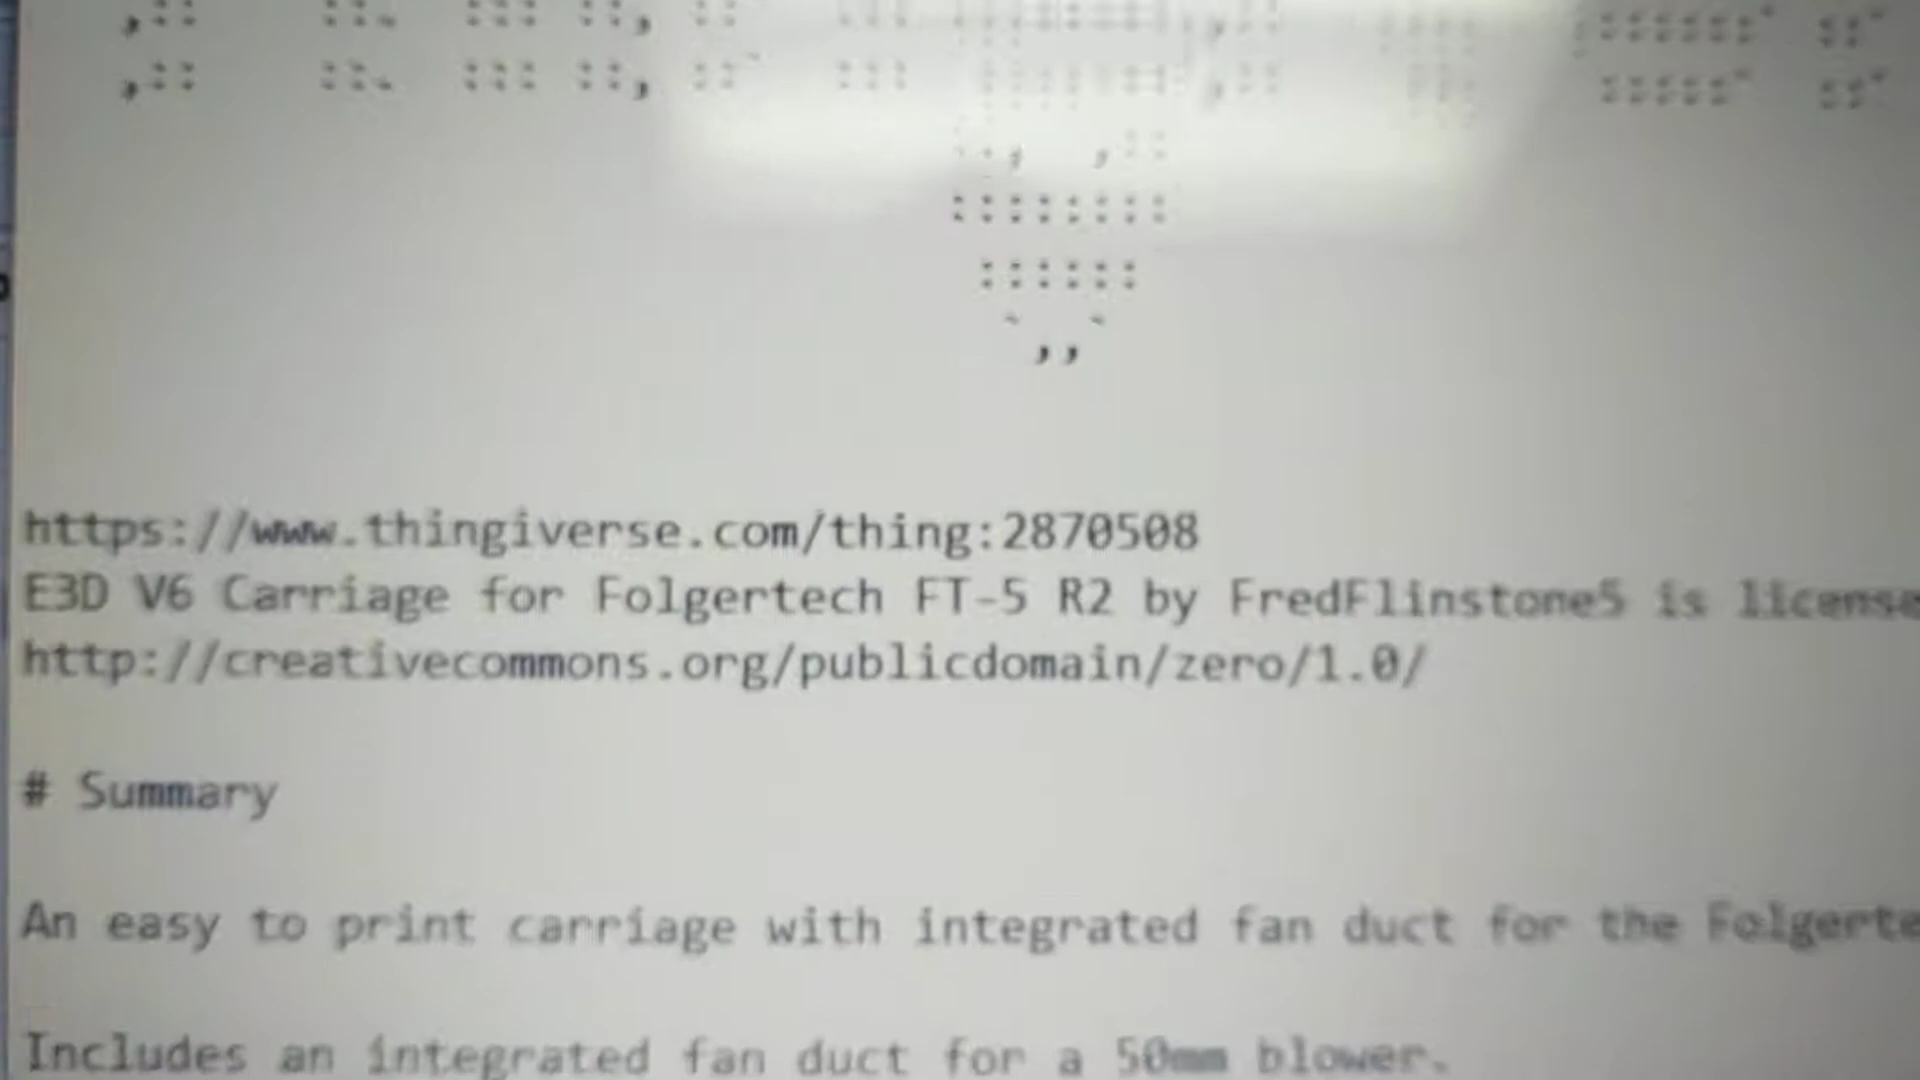 https://www.thingiverse.com/thing:2870508
E3D V6 Carriage for Folgertech FT-5 R2 by FredFlinstone5 is license
http://creativecommons.org/publicdomain/zero/1.0/
# Summary
An easy to print carriage with integrated fan duct for the Folgerte
Includes an integrated fan duct for a 50mm blower.